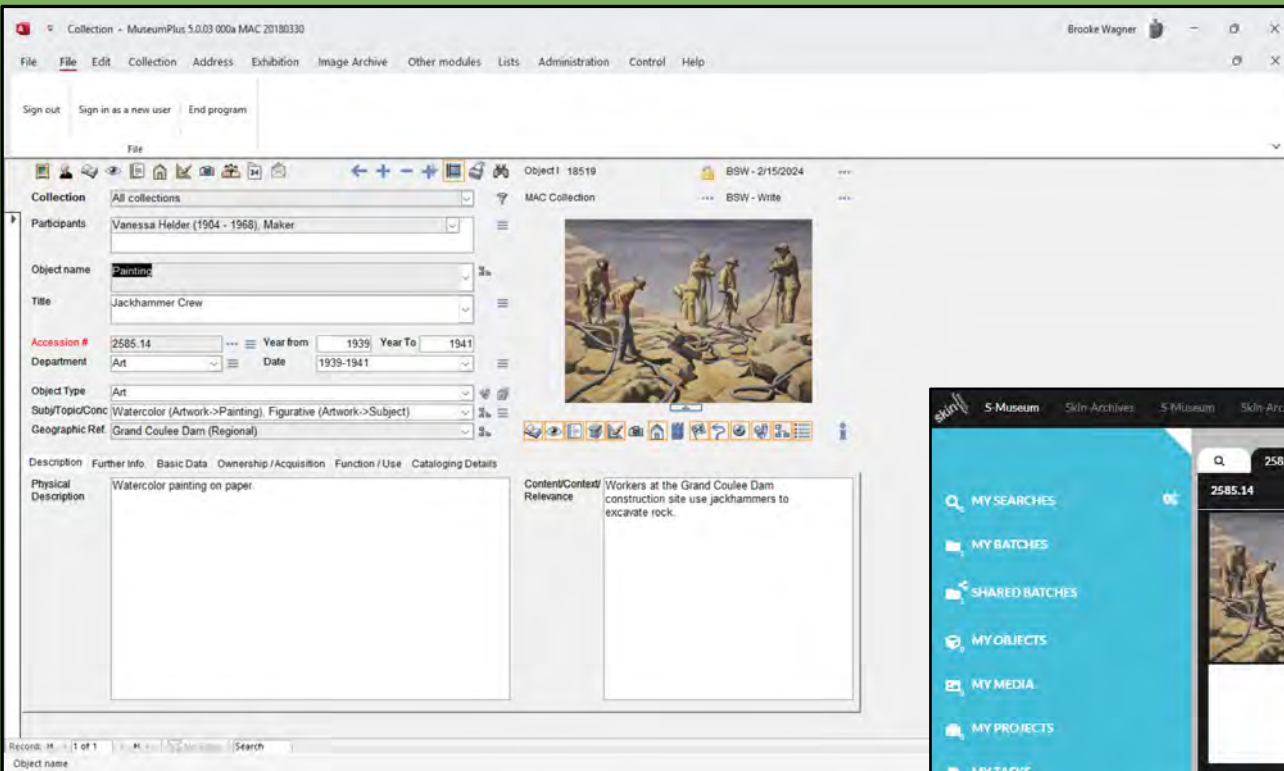 Collection - MuseumPlus 5.0.03 000a MAC 20180330
Brooke Wagner
File File Edit Collection Address Exhibition Image Archive Other modules Lists Administration Control Help
Sign out Sign in as a new user End program
File
Object I 18519 BSW - 2/15/2024
Collection All collections MAC Collection BSW - Write
Participants Vanessa Helder (1904 - 1968), Maker
Object name Painting
Title Jackhammer Crew
Accession # 2585.14 Year from 1939 Year To 1941
Department Art Date 1939-1941
Object Type Art
Subj/Topic/Conc Watercolor (Artwork->Painting), Figurative (Artwork->Subject)
Geographic Ref. Grand Coulee Dam (Regional)
Description Further Info. Basic Data Ownership / Acquisition Function / Use Cataloging Details
Physical Description Watercolor painting on paper.
Content/Context/ Relevance Workers at the Grand Coulee Dam
construction site use jackhammers to
excavate rock.
Record: 1 of 1 Search
Object name
skin S-Museum Skin-Archives S-Museum Skin-Arc
258
2585.14
MY SEARCHES
MY BATCHES
SHARED BATCHES
MY OBJECTS
MY MEDIA
MY PROJECTS
MY TASKS